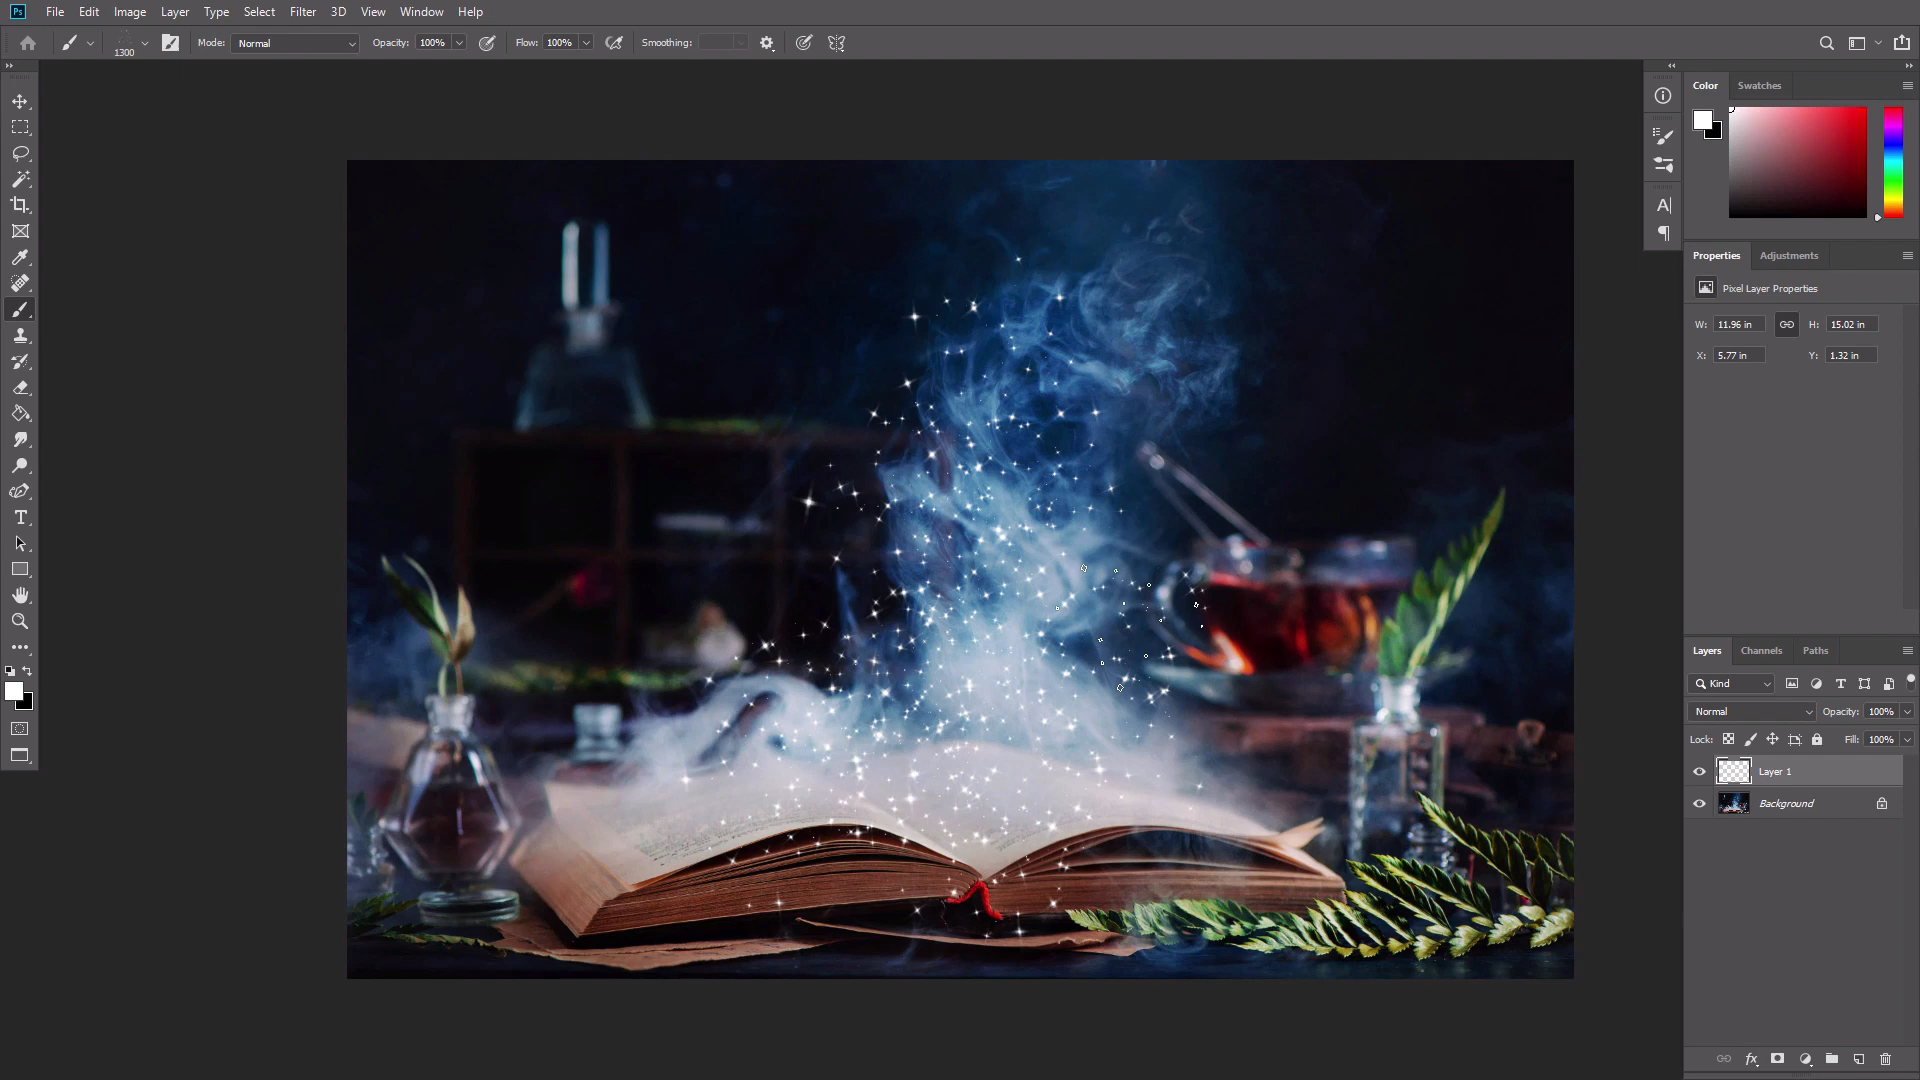 Ps File Edit Image Layer Type Select Filter 3D View Window Help
1300 Mode: Normal Opacity: 100% Flow: 100% Smoothing:
Color Swatches
Properties Adjustments
Pixel Layer Properties
W: 11.96 in H: 15.02 in
X: 5.77 in Y: 1.32 in
Layers Channels Paths
Kind
Normal Opacity: 100%
Lock: Fill: 100%
Layer 1
Background